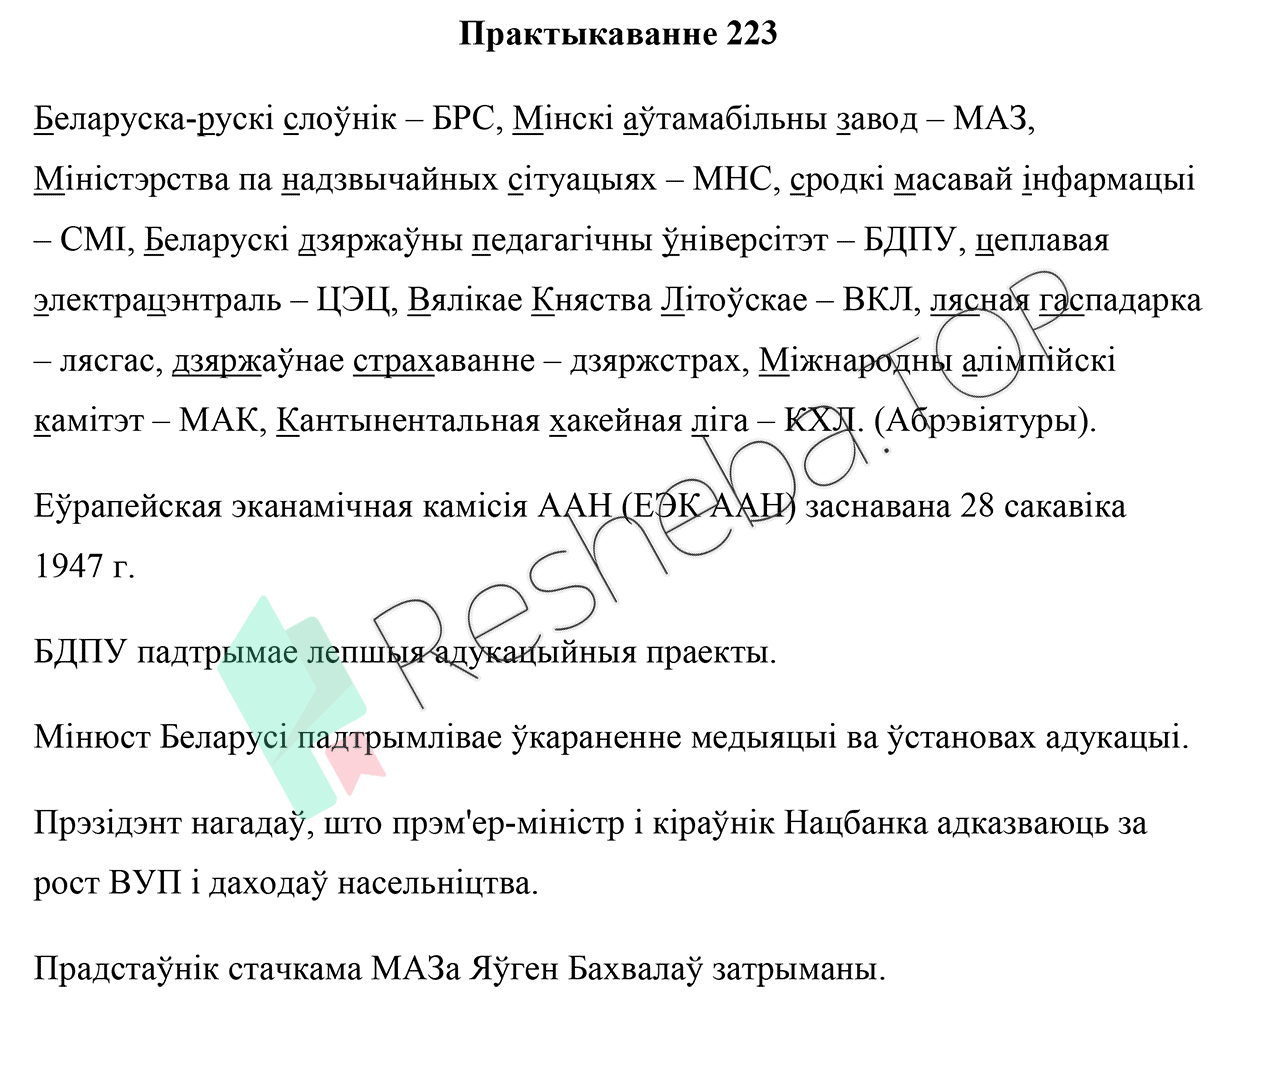 Практыкаванне 223
Беларуска-рускі слоўнік – БРС, Мінскі аўтамабільны завод – МАЗ,
Міністэрства па надзвычайных сітуацыях – МНС, сродкі масавай інфармацыі
– СМІ, Беларускі дзяржаўны педагагічны ўніверсітэт – БДПУ, цеплавая
электрацэнтраль – ЦЭЦ, Вялікае Княства Літоўскае – ВКЛ, лясная гаспадарка
– лясгас, дзяржаўнае страхаванне – дзяржстрах, Міжнародны алімпійскі
камітэт – МАК, Кантынентальная хакейная ліга – КХЛ. (Абрэвіятуры).
Еўрапейская эканамічная камісія ААН (ЕЭК ААН) заснавана 28 сакавіка
1947 г.
БДПУ падтрымае лепшыя адукацыйныя праекты.
Мінюст Беларусі падтрымлівае ўкараненне медыяцыі ва ўстановах адукацыі.
Прэзідэнт нагадаў, што прэм'ер-міністр і кіраўнік Нацбанка адказваюць за
рост ВУП і даходаў насельніцтва.
Прадстаўнік стачкама МАЗа Яўген Бахвалаў затрыманы.
Resheba.TOP